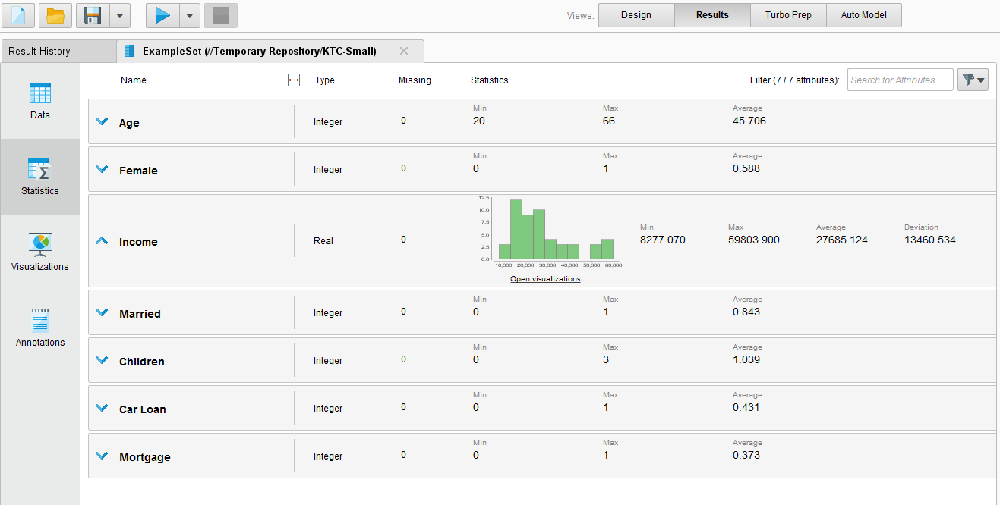 Views: Design Results Turbo Prep Auto Model
Result History ExampleSet (//Temporary Repository/KTC-Small)
Data
Statistics
Visualizations
Annotations
Name Type Missing Statistics Filter (7 / 7 attributes): Search for Attributes
Min Max Average
Age Integer 0 20 66 45.706
Min Max Average
Female Integer 0 0 1 0.588
12.5
10.0
7.5
5.0
2.5
0.0
10,000 20,000 30,000 40,000 50,000 60,000
Open visualizations
Min Max Average Deviation
Income Real 0 8277.070 59803.900 27685.124 13460.534
Min Max Average
Married Integer 0 0 1 0.843
Min Max Average
Children Integer 0 0 3 1.039
Min Max Average
Car Loan Integer 0 0 1 0.431
Min Max Average
Mortgage Integer 0 0 1 0.373